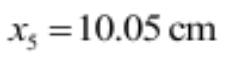 x₅ = 10.05 cm